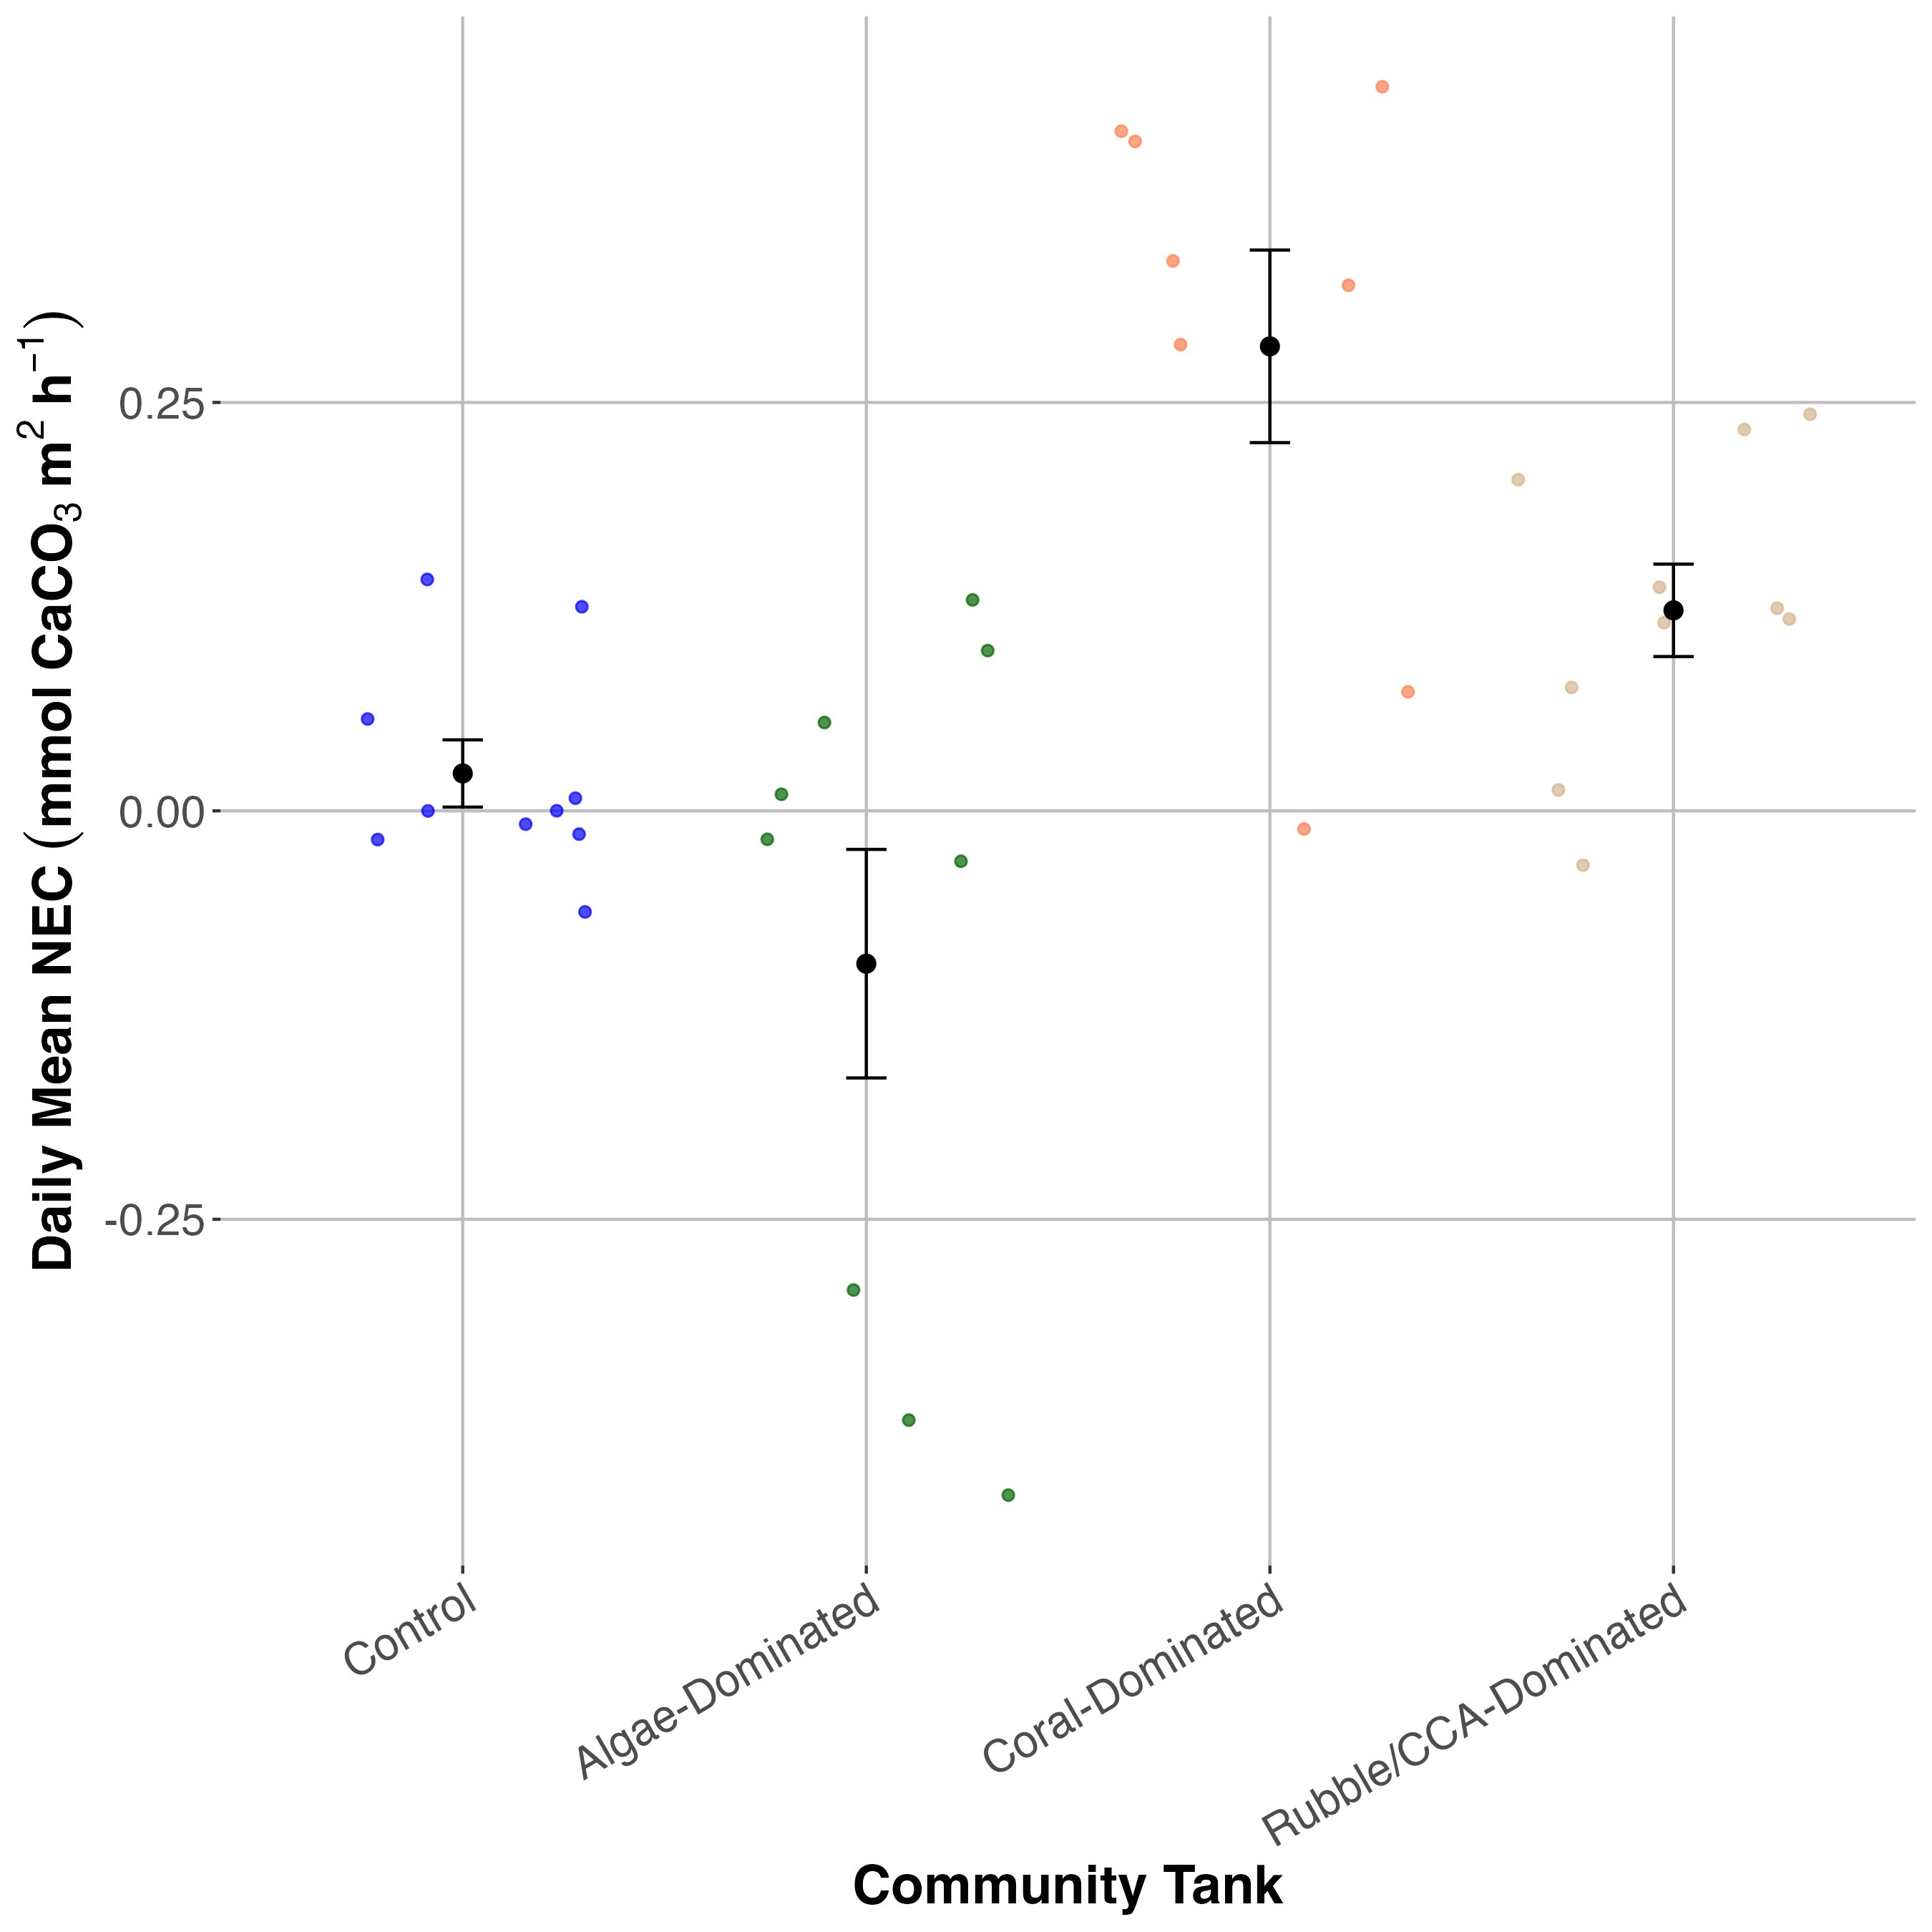 Daily Mean NEC (mmol CaCO₃ m² h⁻¹)
0.25
0.00
-0.25
Control
Algae-Dominated
Coral-Dominated
Rubble/CCA-Dominated
Community Tank